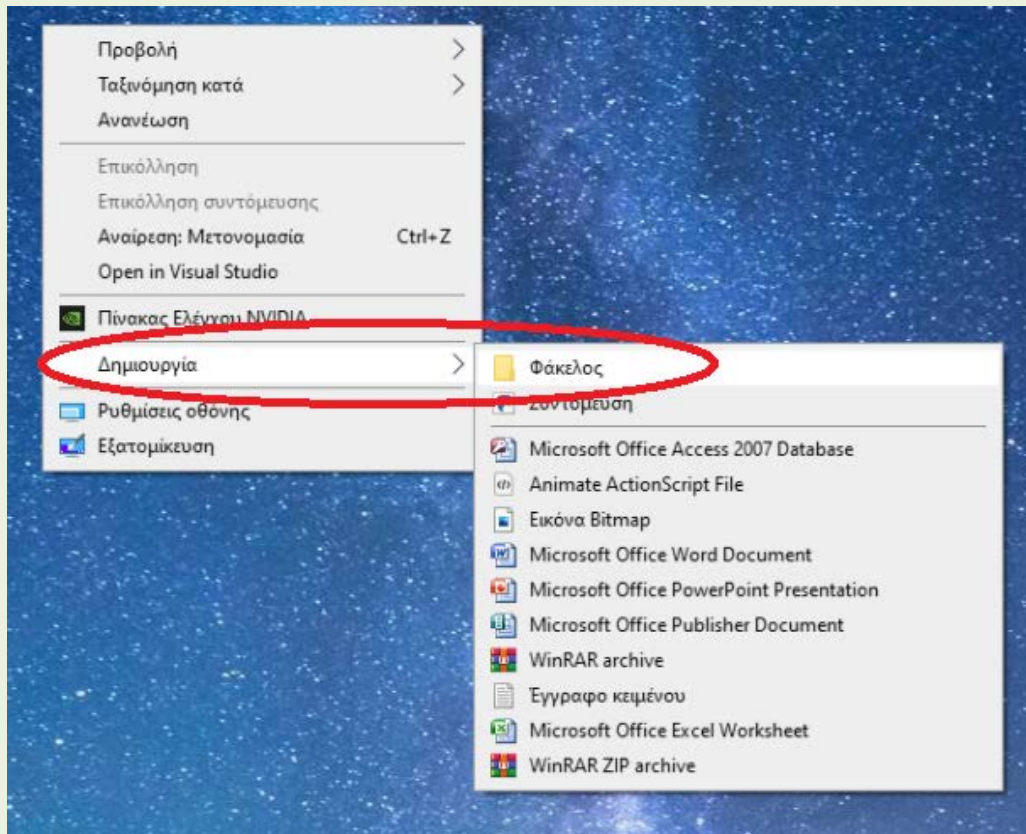 Προβολή
Ταξινόμηση κατά
Ανανέωση
Επικόλληση
Επικόλληση συντόμευσης
Αναίρεση: Μετονομασία Ctrl+Z
Open in Visual Studio
Πίνακας Ελέγχου NVIDIA
Δημιουργία
Ρυθμίσεις οθόνης
Εξατομίκευση
Φάκελος
Συντόμευση
Microsoft Office Access 2007 Database
Animate ActionScript File
Εικόνα Bitmap
Microsoft Office Word Document
Microsoft Office PowerPoint Presentation
Microsoft Office Publisher Document
WinRAR archive
Έγγραφο κειμένου
Microsoft Office Excel Worksheet
WinRAR ZIP archive